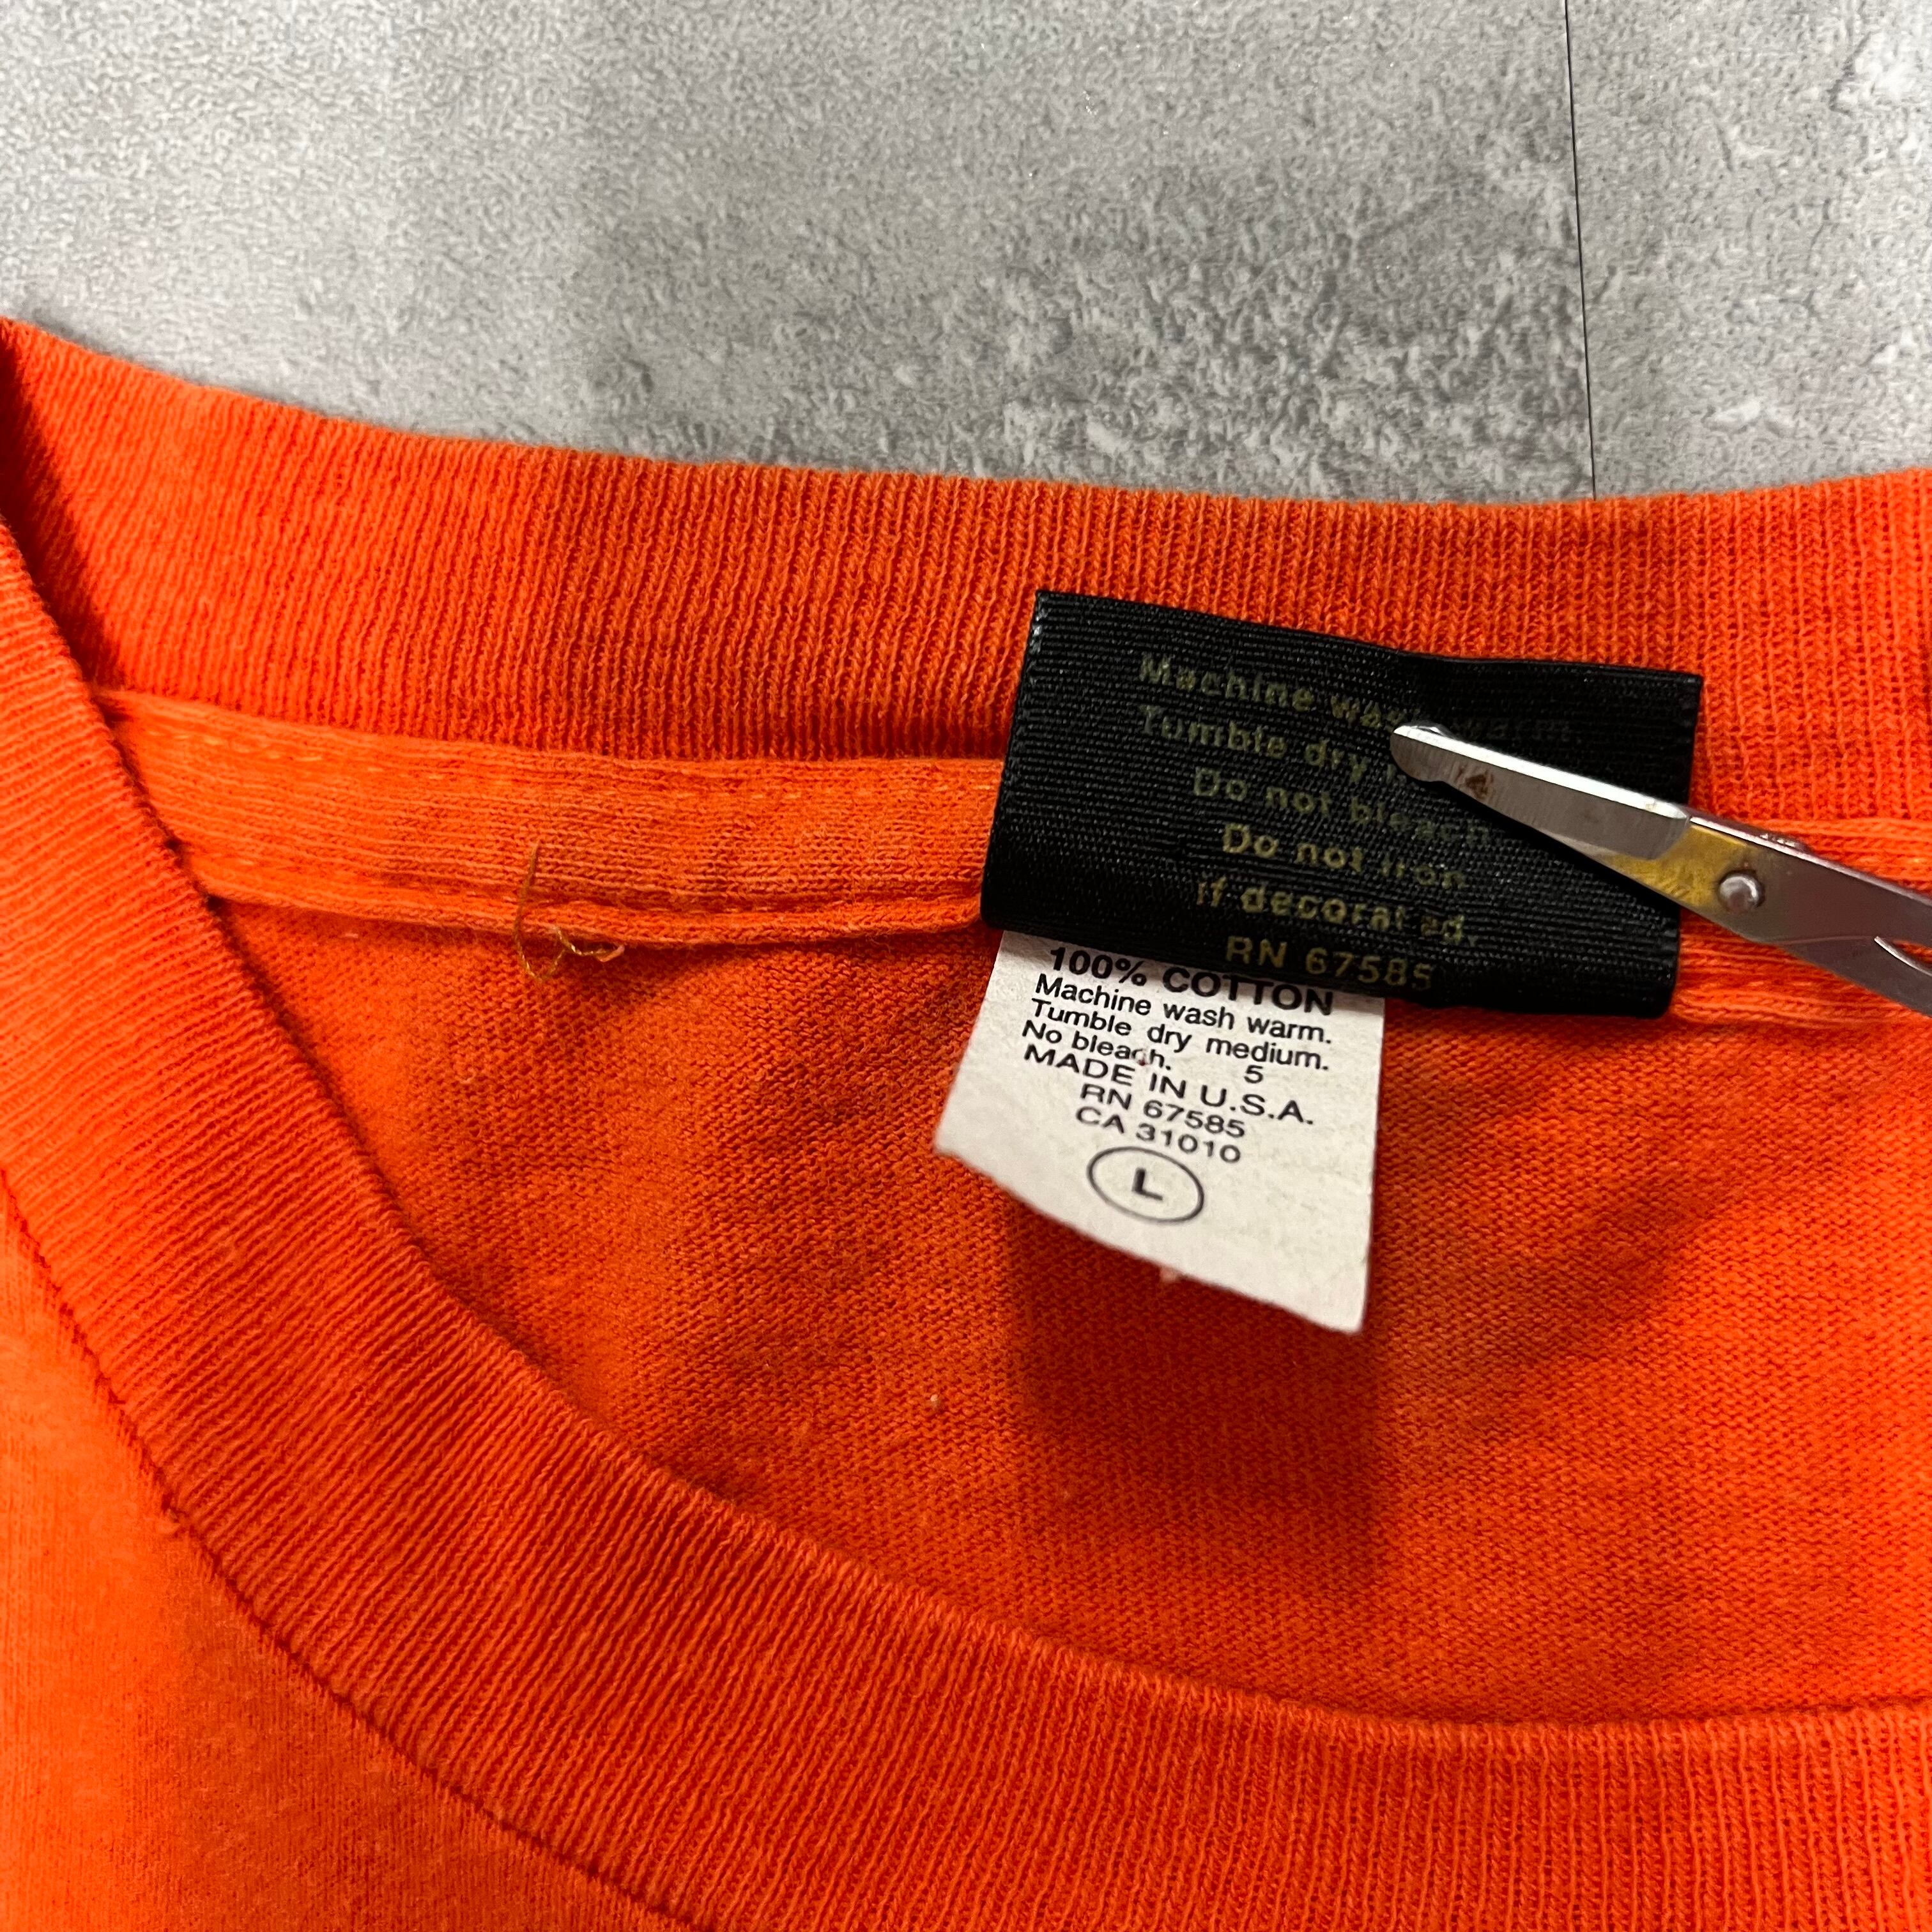 Machine wash warm.
Tumble dry
Do not bleach
Do not iron
if decorated.
RN 67585
100% COTTON
Machine wash warm.
Tumble dry medium.
No bleach. 5
MADE IN U.S.A.
RN 67585
CA 31010
L